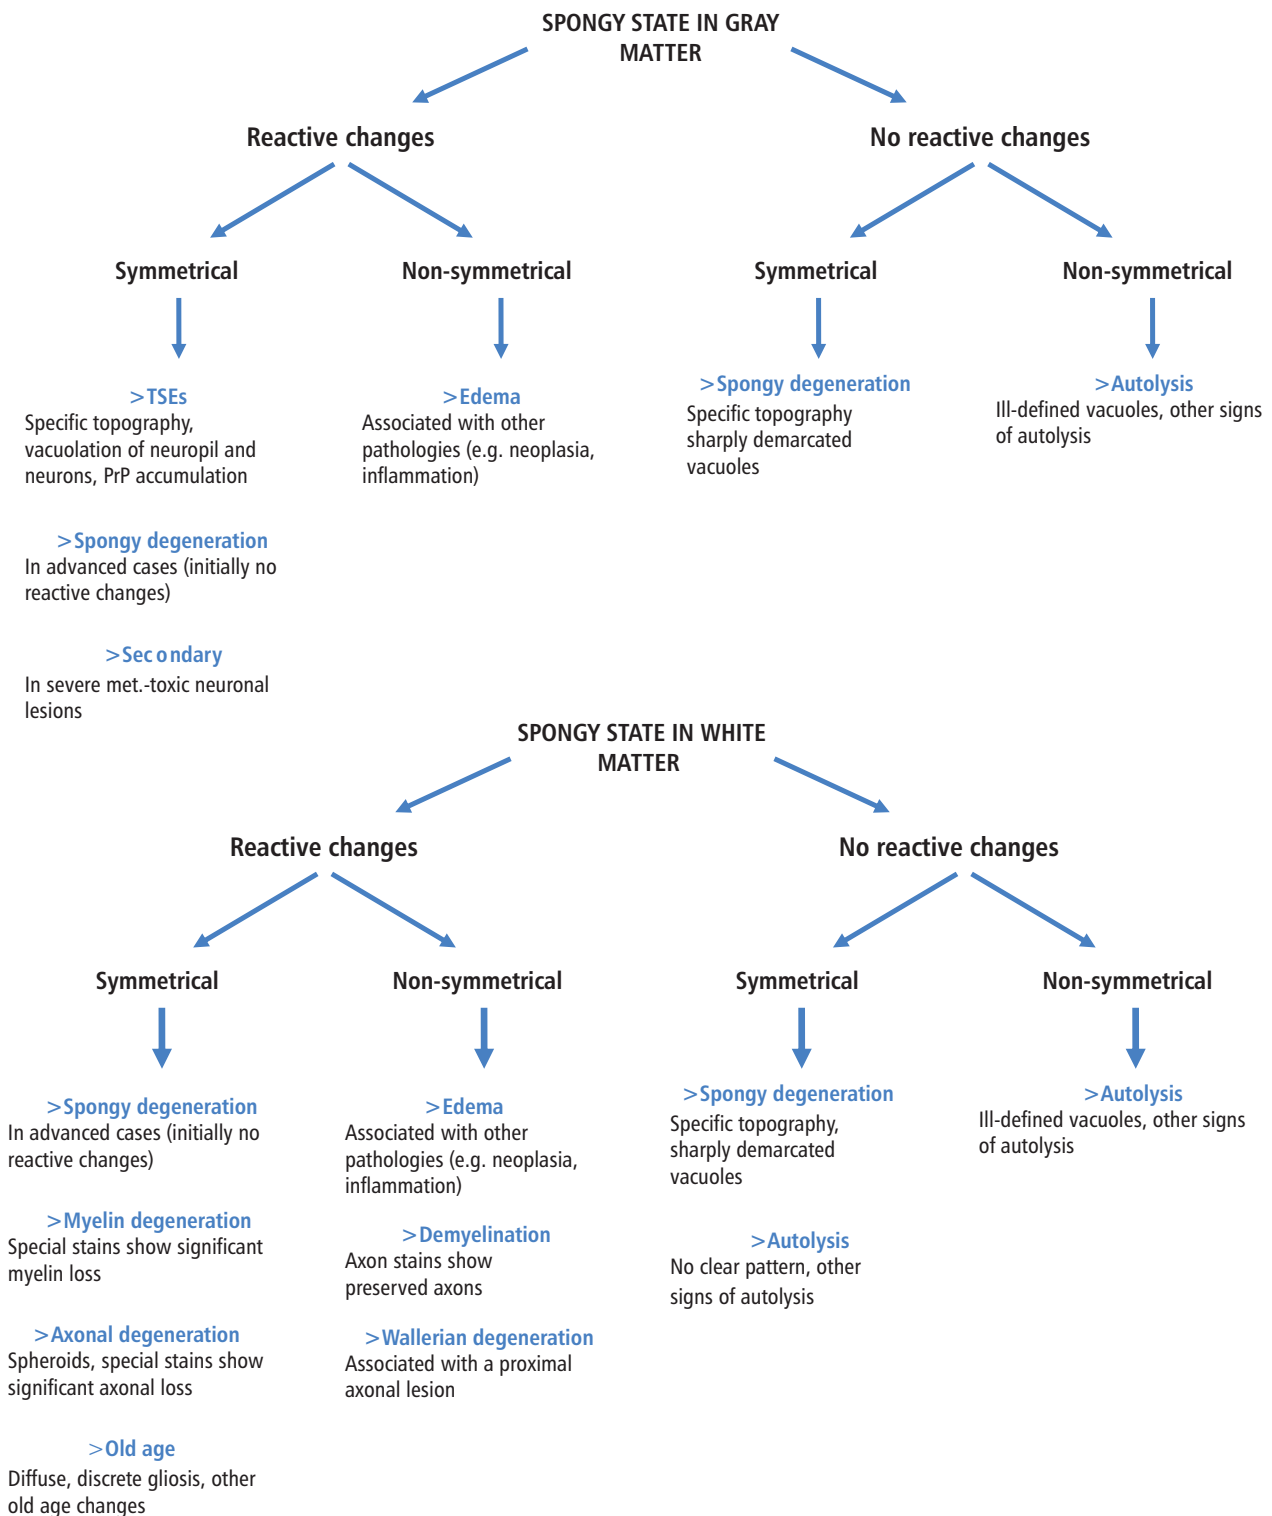 SPONGY STATE IN GRAY
MATTER
Reactive changes
No reactive changes
Symmetrical
Non-symmetrical
Symmetrical
Non-symmetrical
>TSEs
Specific topography,
vacuolation of neuropil and
neurons, PrP accumulation
>Spongy degeneration
In advanced cases (initially no
reactive changes)
>Secondary
In severe met.-toxic neuronal
lesions
>Edema
Associated with other
pathologies (e.g. neoplasia,
inflammation)
>Spongy degeneration
Specific topography
sharply demarcated
vacuoles
>Autolysis
Ill-defined vacuoles, other signs
of autolysis
SPONGY STATE IN WHITE
MATTER
Reactive changes
No reactive changes
Symmetrical
Non-symmetrical
Symmetrical
Non-symmetrical
>Spongy degeneration
In advanced cases (initially no
reactive changes)
>Myelin degeneration
Special stains show significant
myelin loss
>Axonal degeneration
Spheroids, special stains show
significant axonal loss
>Old age
Diffuse, discrete gliosis, other
old age changes
>Edema
Associated with other
pathologies (e.g. neoplasia,
inflammation)
>Demyelination
Axon stains show
preserved axons
>Wallerian degeneration
Associated with a proximal
axonal lesion
>Spongy degeneration
Specific topography,
sharply demarcated
vacuoles
>Autolysis
No clear pattern, other
signs of autolysis
>Autolysis
Ill-defined vacuoles, other signs
of autolysis